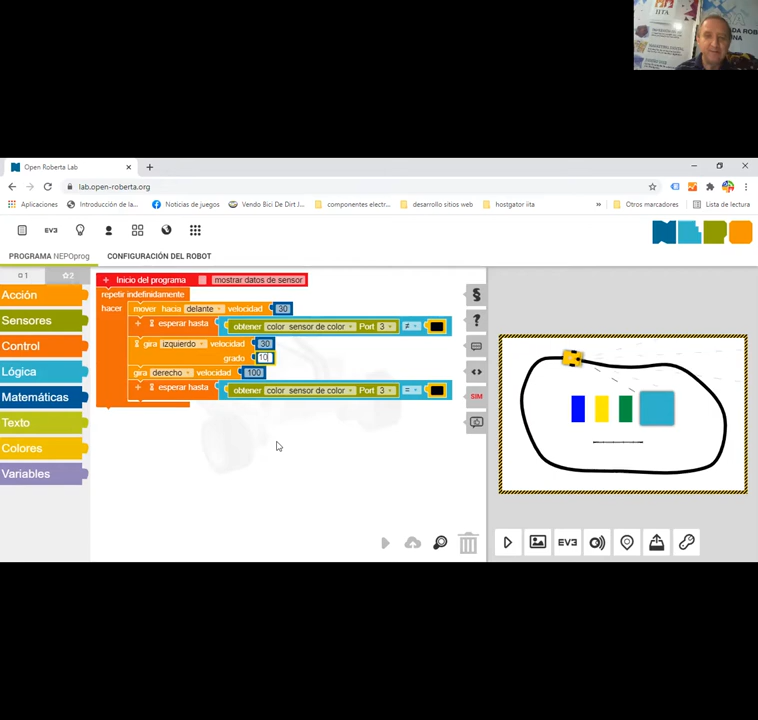 IITA
Open Roberta Lab
lab.open-roberta.org
Aplicaciones
Introducción de la...
Noticias de juegos
Vendo Bici De Dirt J...
componentes electr...
desarrollo sitios web
hostgator iita
»
Otros marcadores
Lista de lectura
EV3
PROGRAMA NEPOprog
CONFIGURACIÓN DEL ROBOT
1
2
Acción
Sensores
Control
Lógica
Matemáticas
Texto
Colores
Variables
+ Inicio del programa mostrar datos de sensor
repetir indefinidamente
hacer mover hacia delante velocidad 30
+ esperar hasta obtener color sensor de color Port 3 ≠
gira izquierdo velocidad 30
grado 10
gira derecho velocidad 100
+ esperar hasta obtener color sensor de color Port 3 =
SIM
EV3